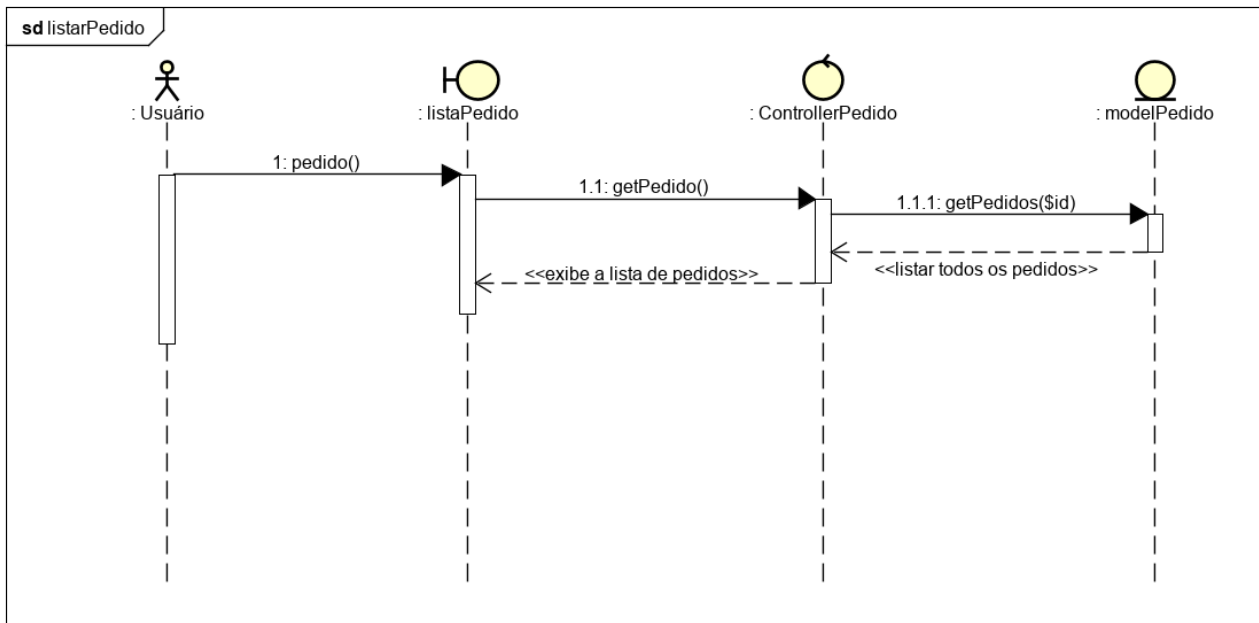 sd listarPedido
: Usuário
: listaPedido
: ControllerPedido
: modelPedido
1: pedido()
1.1: getPedido()
1.1.1: getPedidos($id)
<<listar todos os pedidos>>
<<exibe a lista de pedidos>>